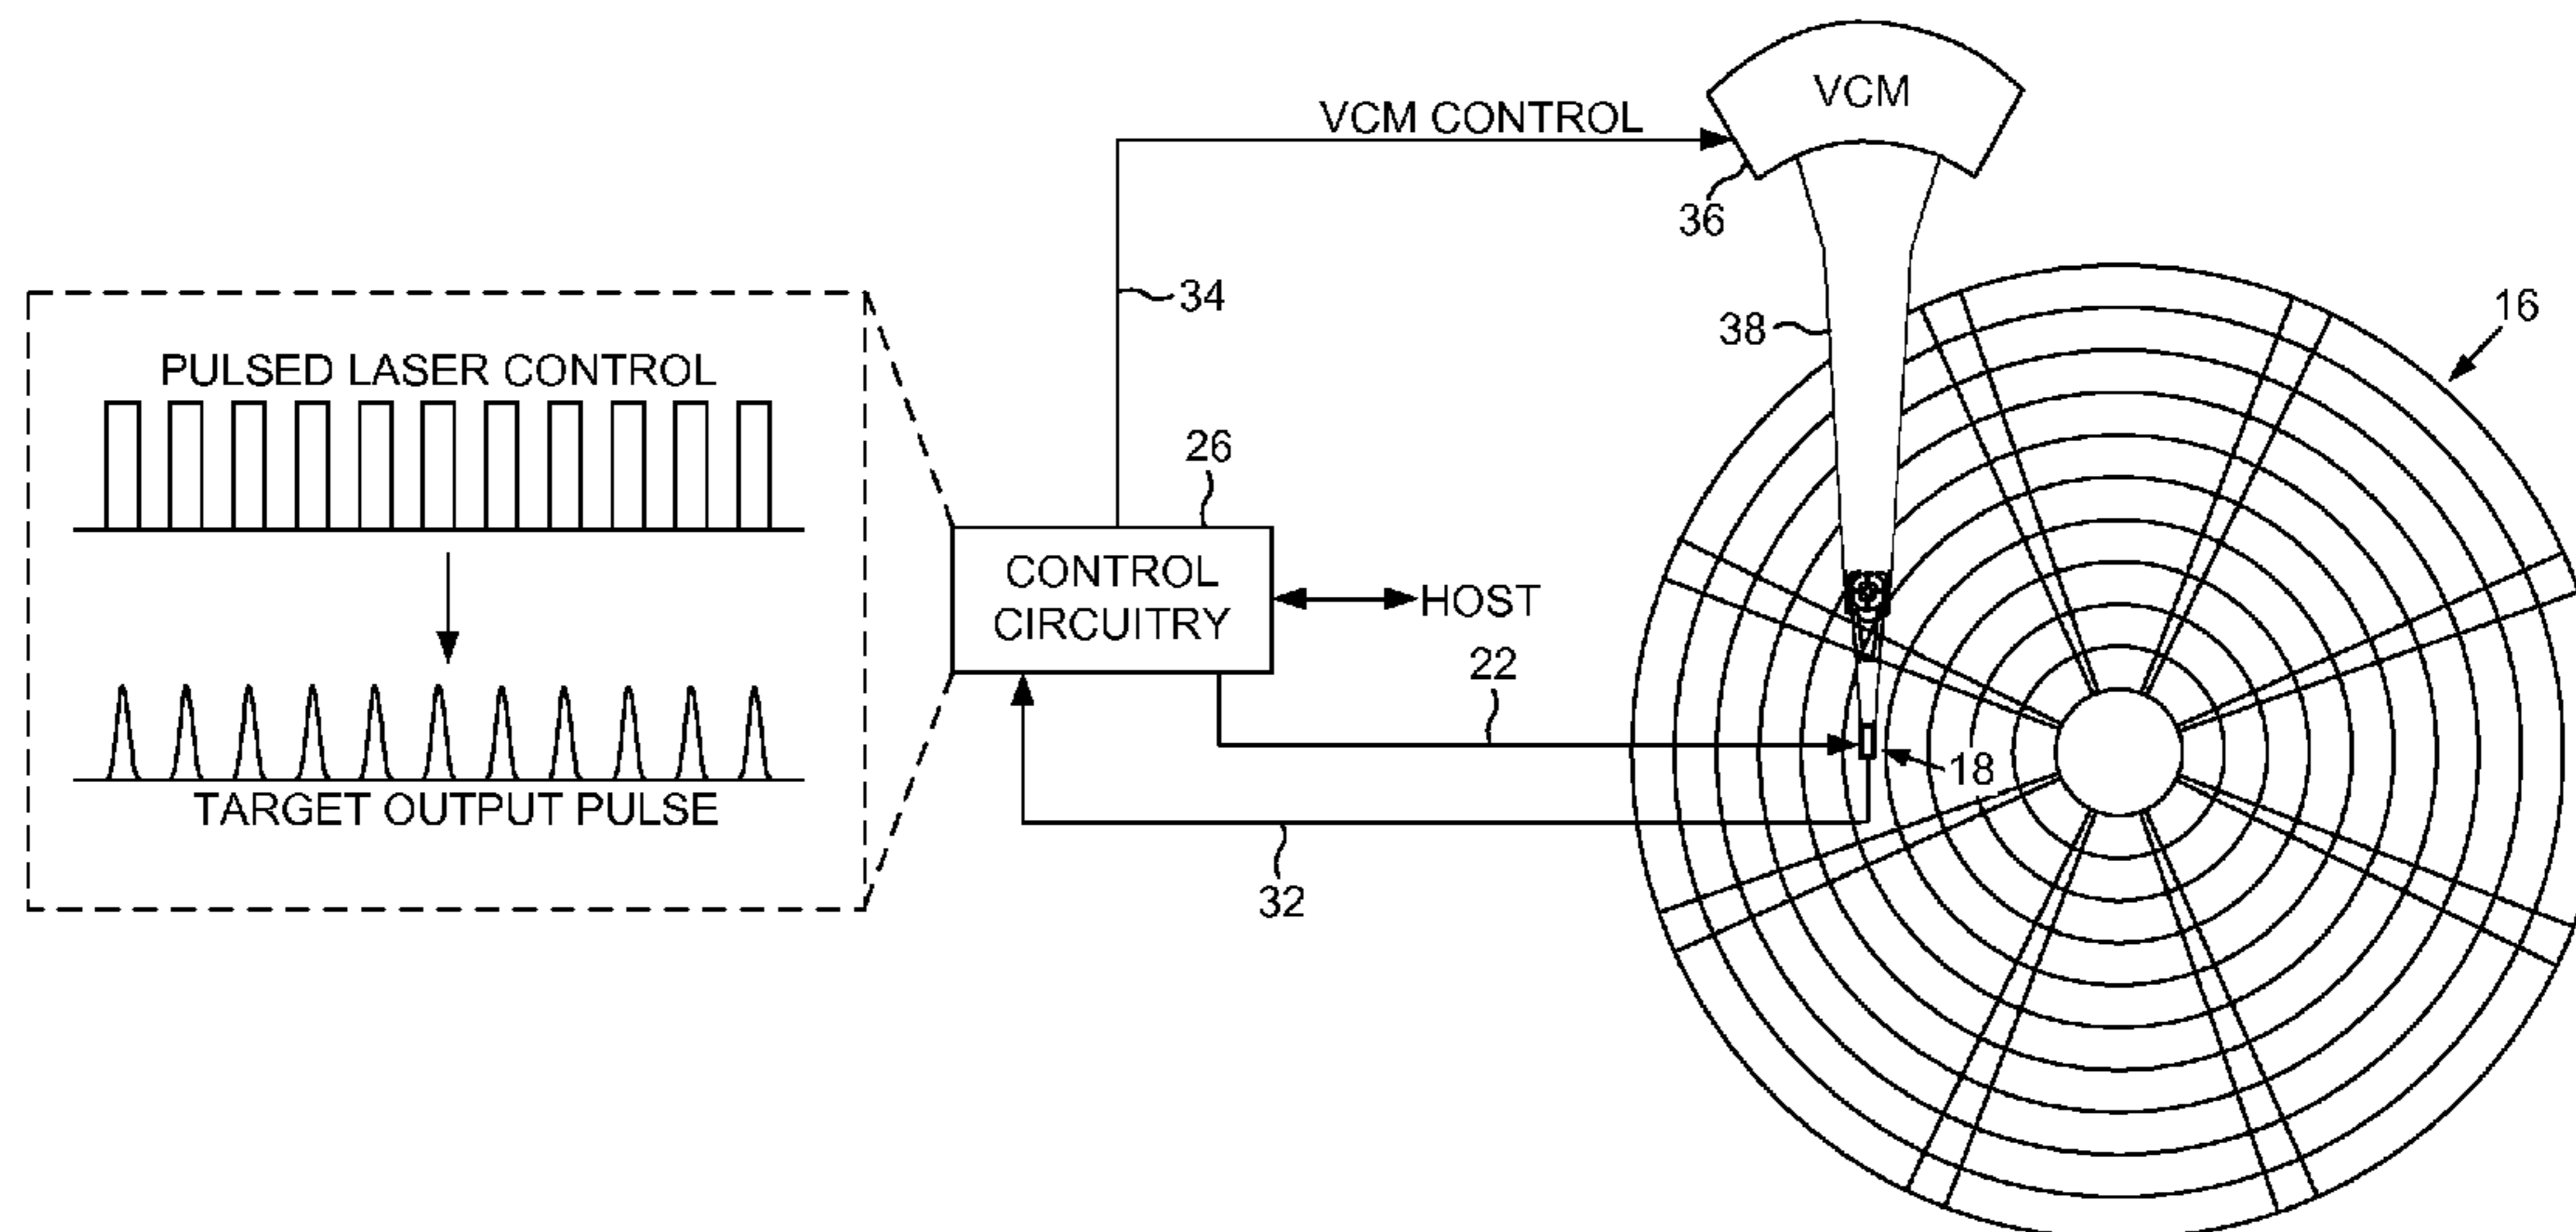 VCM
VCM CONTROL
36
34
38
16
PULSED LASER CONTROL
26
CONTROL
CIRCUITRY
HOST
22
18
TARGET OUTPUT PULSE
32